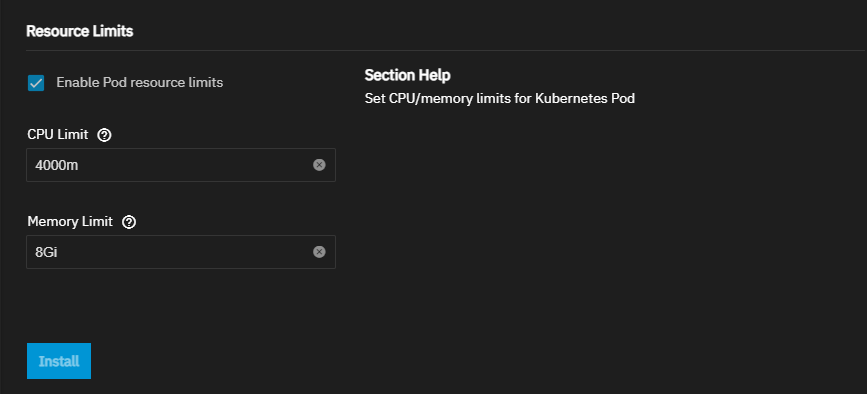 Resource Limits
Enable Pod resource limits
Section Help
Set CPU/memory limits for Kubernetes Pod
CPU Limit
4000m
Memory Limit
8Gi
Install